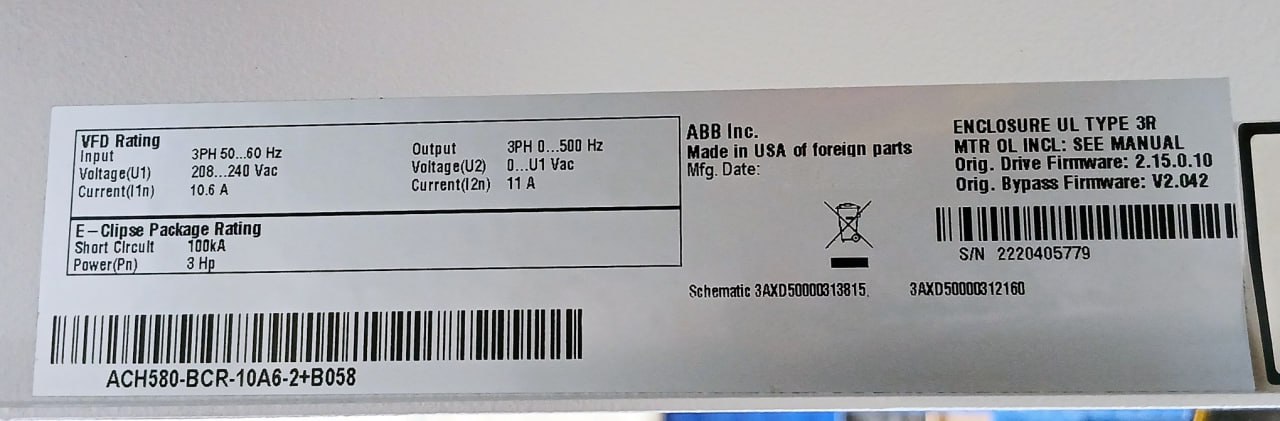 VFD Rating
Input 3PH 50...60 Hz Output 3PH 0...500 Hz
Voltage(U1) 208...240 Vac Voltage(U2) 0...U1 Vac
Current(I1n) 10.6 A Current(I2n) 11 A
E-Clipse Package Rating
Short Circuit 100kA
Power(Pn) 3 Hp
ACH580-BCR-10A6-2+B058
ABB Inc.
Made in USA of foreign parts
Mfg. Date:
Schematic 3AXD50000313815, 3AXD50000312160
ENCLOSURE UL TYPE 3R
MTR OL INCL: SEE MANUAL
Orig. Drive Firmware: 2.15.0.10
Orig. Bypass Firmware: V2.042
S/N 2220405779